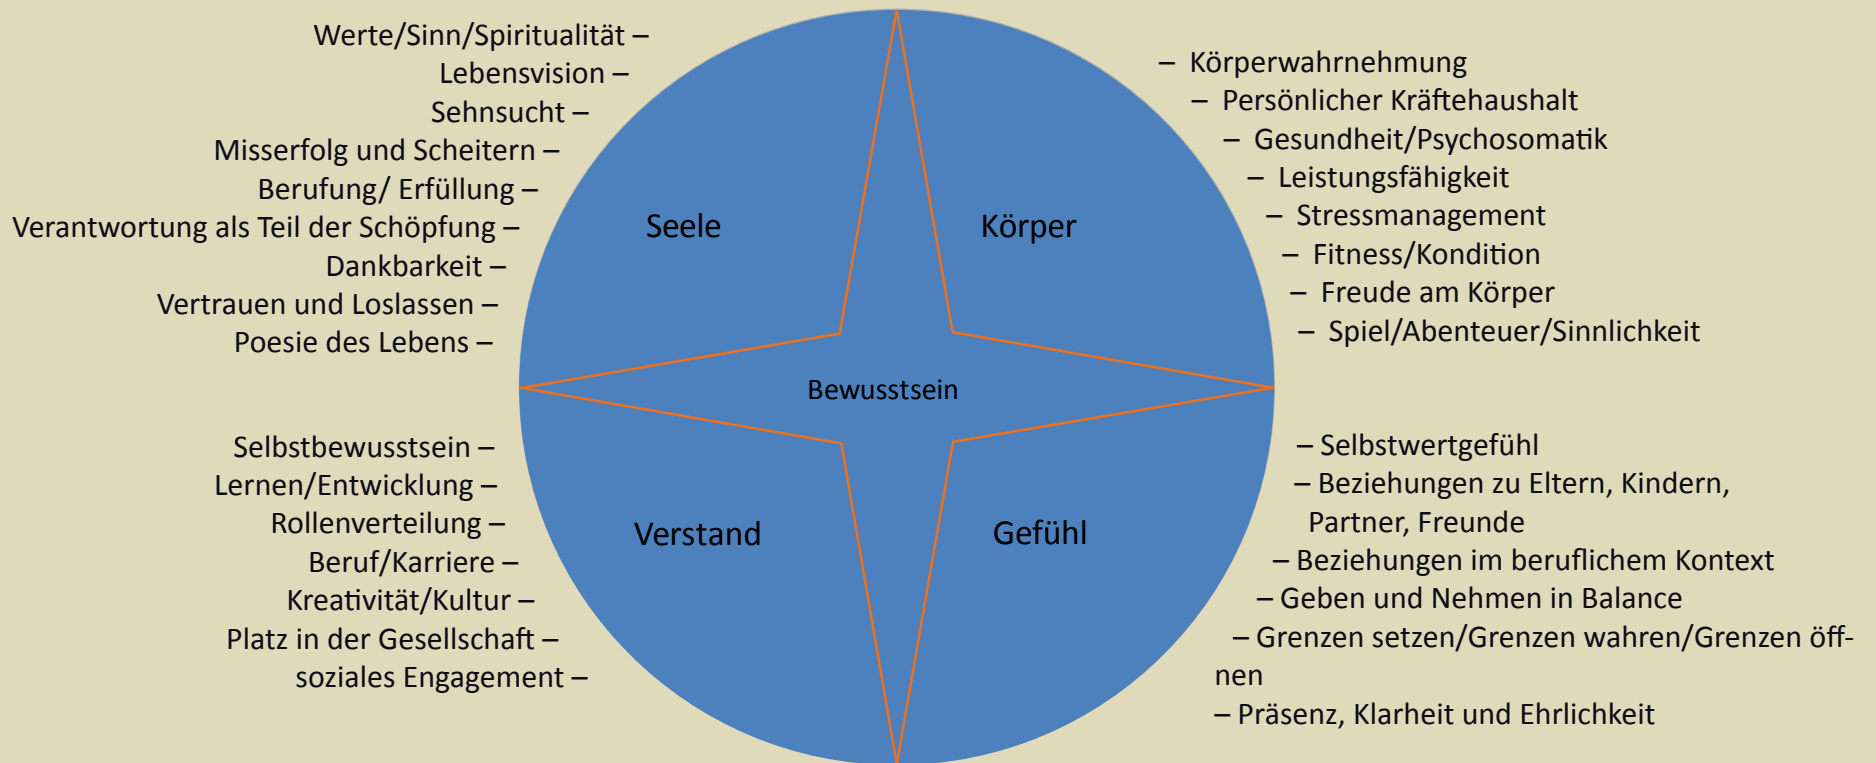 Werte/Sinn/Spiritualität –
Lebensvision –
Sehnsucht –
Misserfolg und Scheitern –
Berufung/ Erfüllung –
Verantwortung als Teil der Schöpfung –
Dankbarkeit –
Vertrauen und Loslassen –
Poesie des Lebens –
Seele
Körper
– Körperwahrnehmung
– Persönlicher Kräftehaushalt
– Gesundheit/Psychosomatik
– Leistungsfähigkeit
– Stressmanagement
– Fitness/Kondition
– Freude am Körper
– Spiel/Abenteuer/Sinnlichkeit
Bewusstsein
Selbstbewusstsein –
Lernen/Entwicklung –
Rollenverteilung –
Beruf/Karriere –
Kreativität/Kultur –
Platz in der Gesellschaft –
soziales Engagement –
Verstand
Gefühl
– Selbstwertgefühl
– Beziehungen zu Eltern, Kindern,
Partner, Freunde
– Beziehungen im beruflichem Kontext
– Geben und Nehmen in Balance
– Grenzen setzen/Grenzen wahren/Grenzen öff-
nen
– Präsenz, Klarheit und Ehrlichkeit